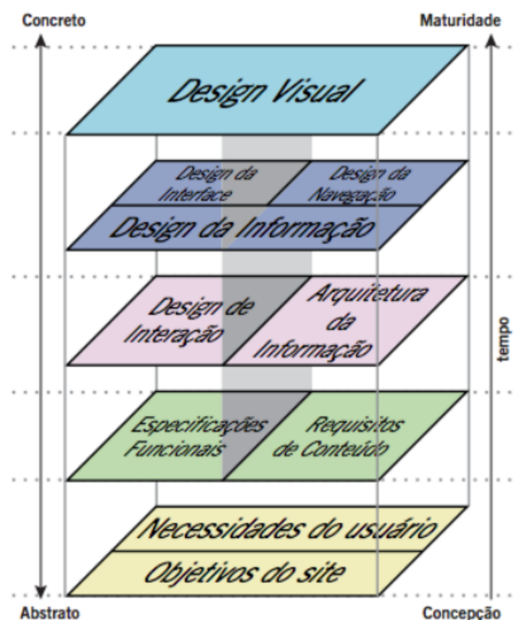 Concreto
Maturidade
Design Visual
Design da
Interface
Design da
Navegação
Design da Informação
Design de
Interação
Arquitetura
da
Informação
tempo
Especificações
Funcionais
Requisitos
de Conteúdo
Necessidades do usuário
Objetivos do site
Abstrato
Concepção